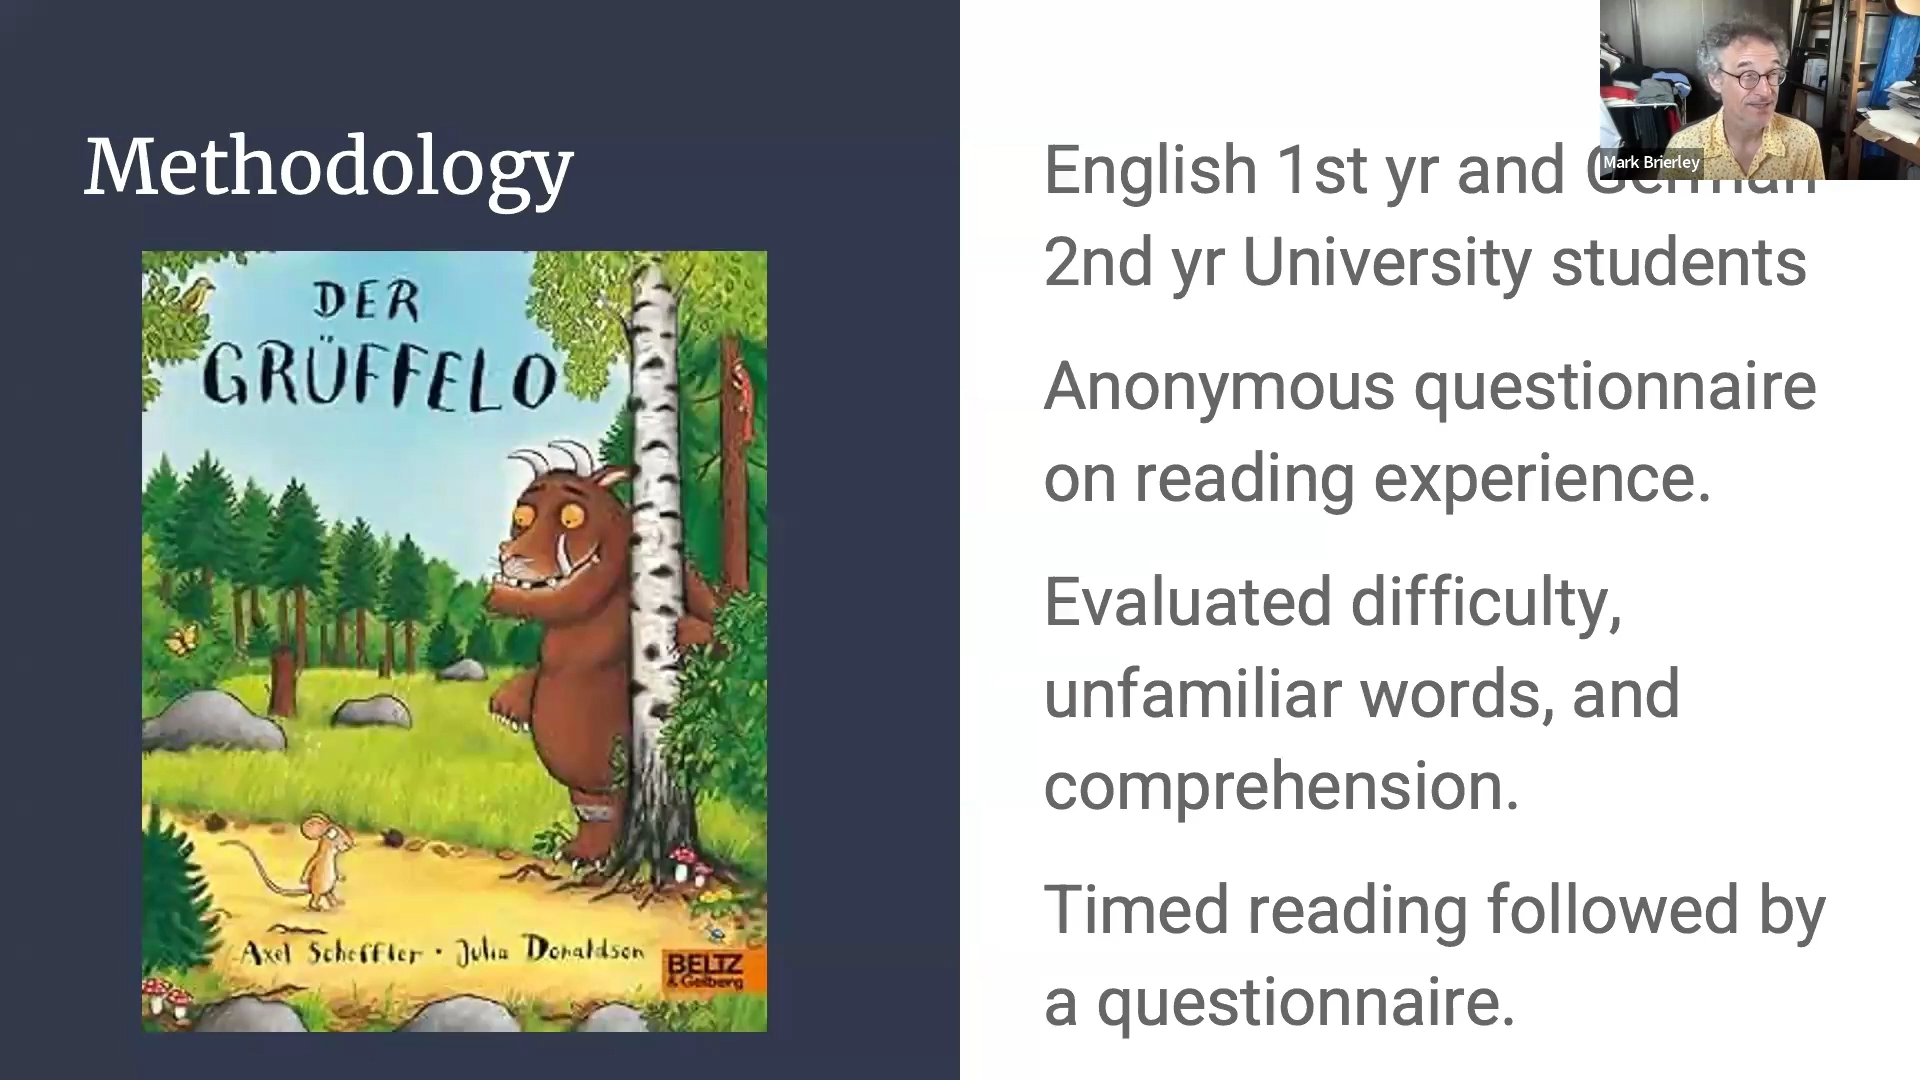 Methodology
DER
GRÜFFELO
Axel Scheffler · Julia Donaldson
BELTZ
& Gelberg
English 1st yr and German
2nd yr University students
Anonymous questionnaire
on reading experience.
Evaluated difficulty,
unfamiliar words, and
comprehension.
Timed reading followed by
a questionnaire.
Mark Brierley